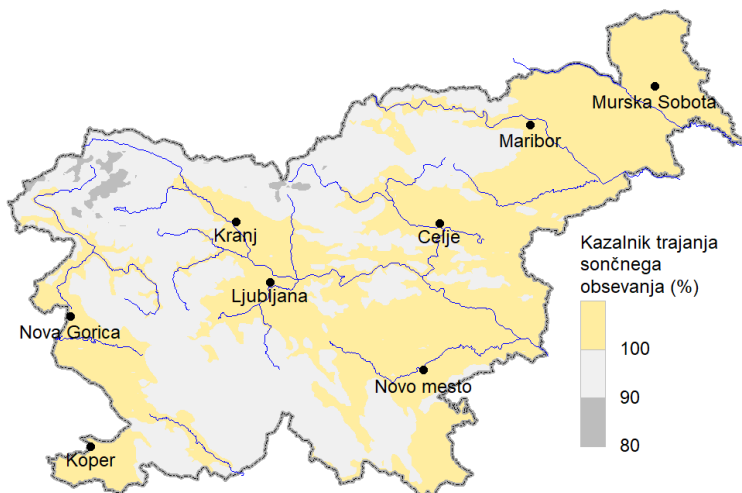 Murska Sobota
Maribor
Kranj
Celje
Ljubljana
Nova Gorica
Novo mesto
Koper
Kazalnik trajanja
sončnega
obsevanja (%)
100
90
80